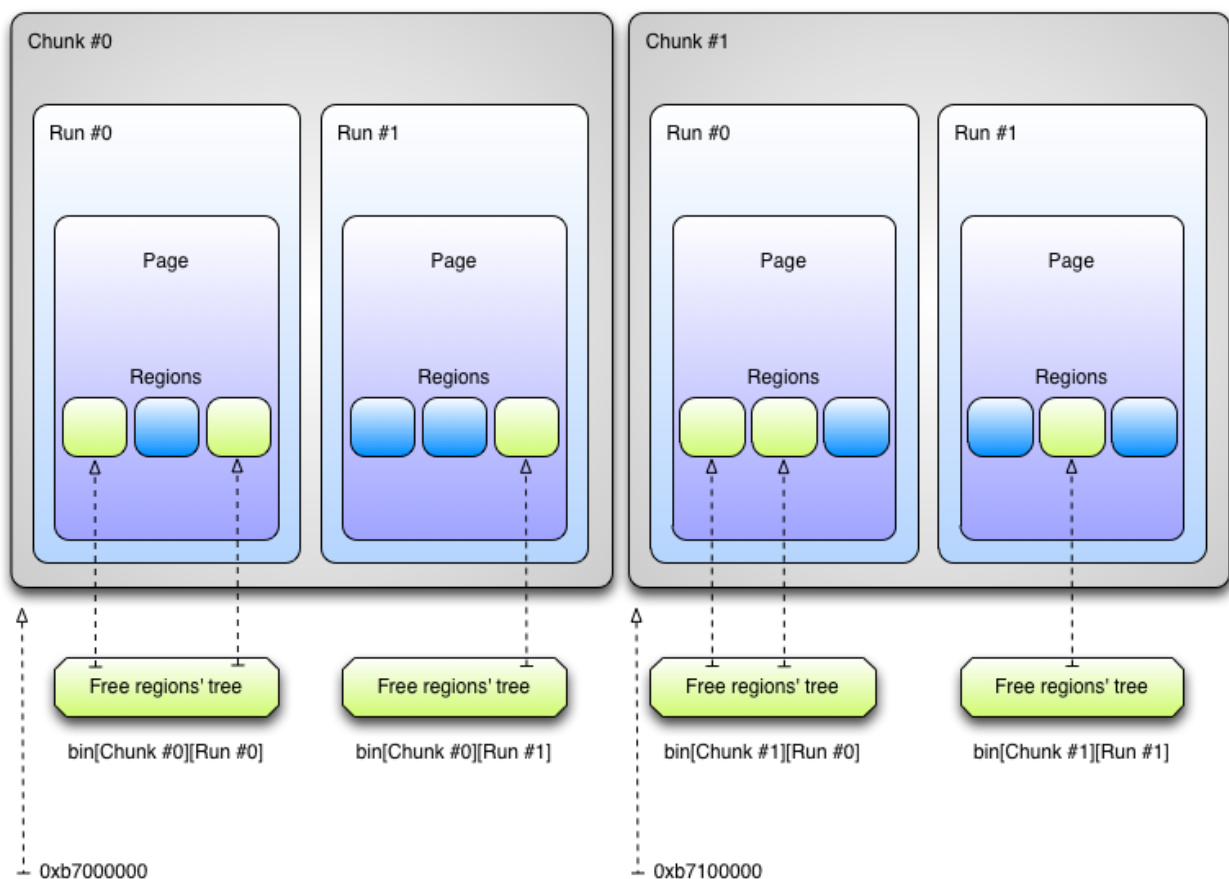 Chunk #0
Chunk #1
Run #0
Run #1
Run #0
Run #1
Page
Page
Page
Page
Regions
Regions
Regions
Regions
Free regions' tree
Free regions' tree
Free regions' tree
Free regions' tree
bin[Chunk #0][Run #0]
bin[Chunk #0][Run #1]
bin[Chunk #1][Run #0]
bin[Chunk #1][Run #1]
0xb7000000
0xb7100000